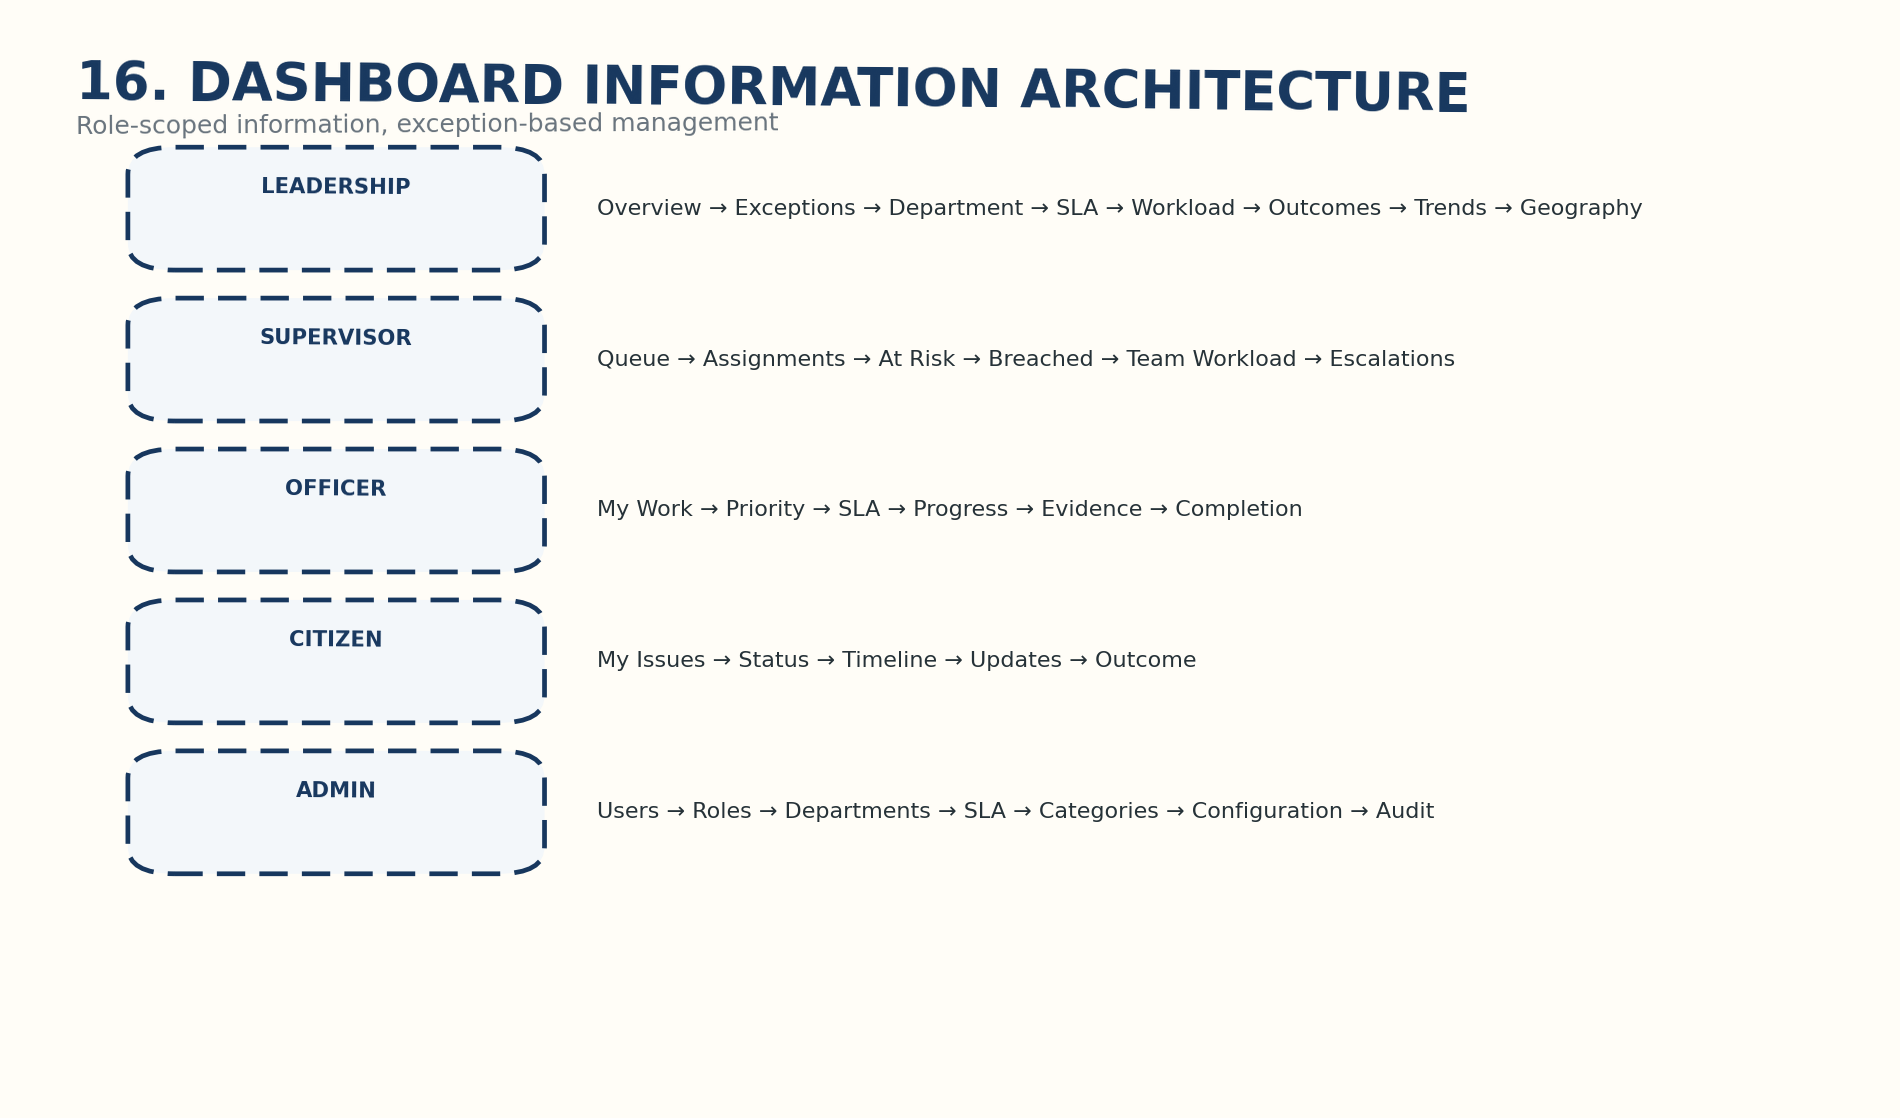 16. DASHBOARD INFORMATION ARCHITECTURE
Role-scoped information, exception-based management
LEADERSHIP
Overview → Exceptions → Department → SLA → Workload → Outcomes → Trends → Geography
SUPERVISOR
Queue → Assignments → At Risk → Breached → Team Workload → Escalations
OFFICER
My Work → Priority → SLA → Progress → Evidence → Completion
CITIZEN
My Issues → Status → Timeline → Updates → Outcome
ADMIN
Users → Roles → Departments → SLA → Categories → Configuration → Audit